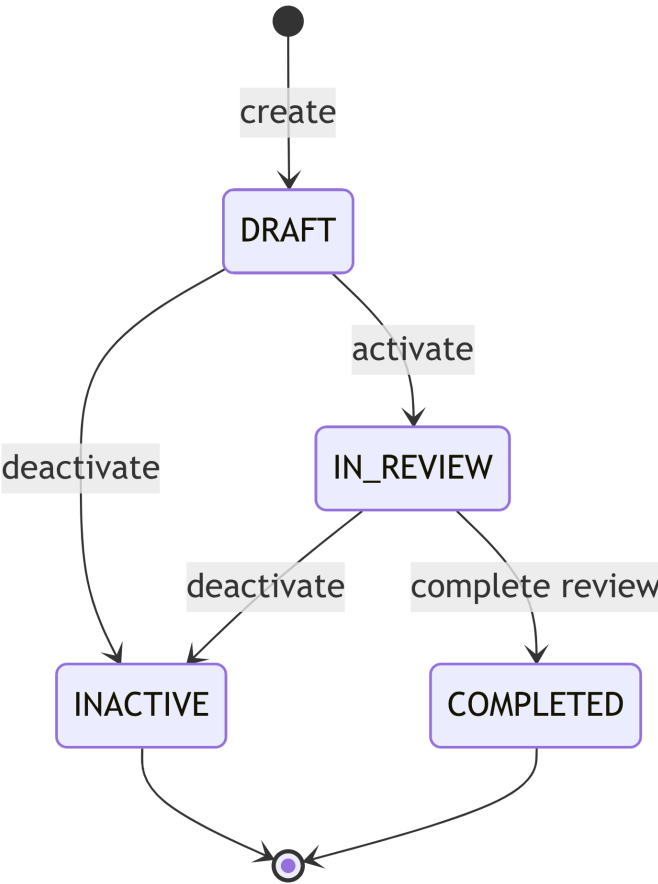 create
DRAFT
activate
deactivate
IN_REVIEW
deactivate
complete review
INACTIVE
COMPLETED